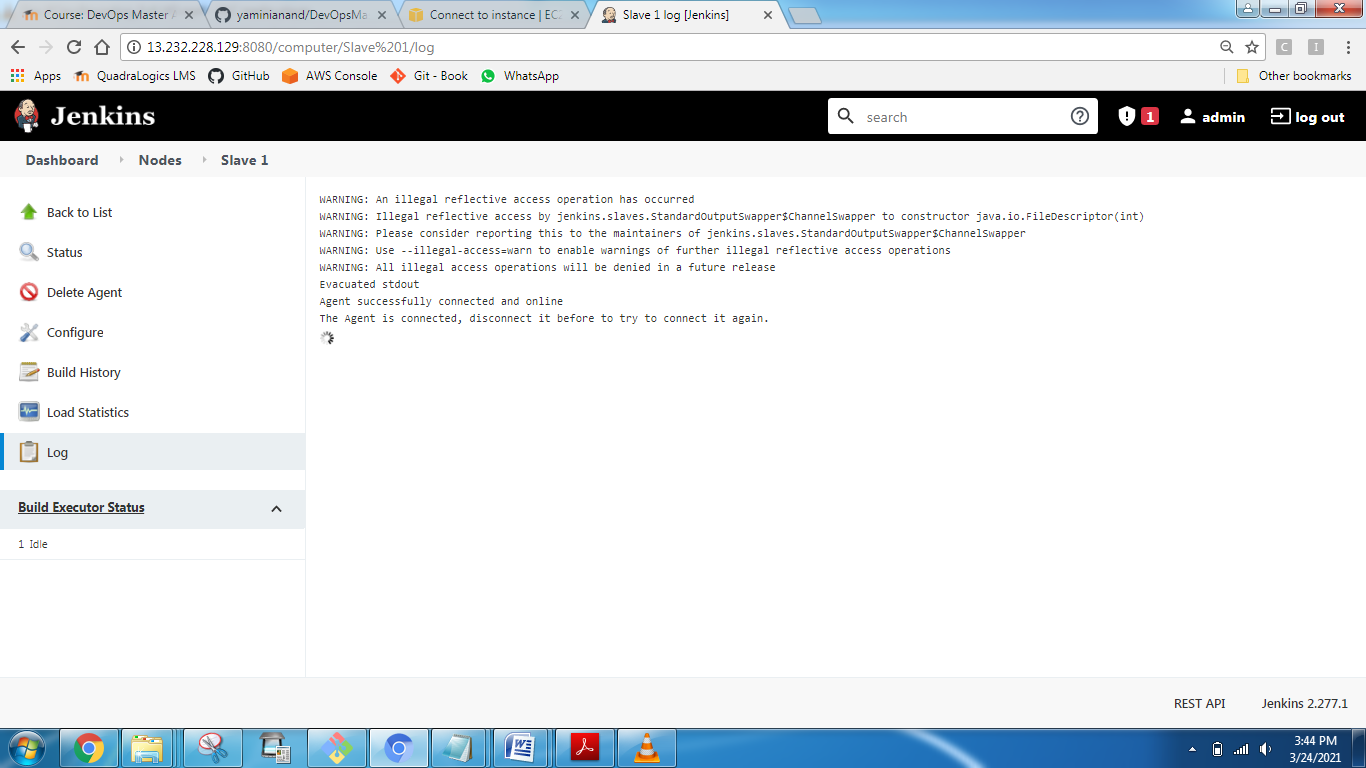 Course: DevOps Master A
yaminianand/DevOpsMa
Connect to instance | EC2
Slave 1 log [Jenkins]
13.232.228.129:8080/computer/Slave%201/log
C
I
Apps
QuadraLogics LMS
GitHub
AWS Console
Git - Book
WhatsApp
Other bookmarks
Jenkins
search
1
admin
log out
Dashboard
Nodes
Slave 1
Back to List
Status
Delete Agent
Configure
Build History
Load Statistics
Log
Build Executor Status
1 Idle
WARNING: An illegal reflective access operation has occurred
WARNING: Illegal reflective access by jenkins.slaves.StandardOutputSwapper$ChannelSwapper to constructor java.io.FileDescriptor(int)
WARNING: Please consider reporting this to the maintainers of jenkins.slaves.StandardOutputSwapper$ChannelSwapper
WARNING: Use --illegal-access=warn to enable warnings of further illegal reflective access operations
WARNING: All illegal access operations will be denied in a future release
Evacuated stdout
Agent successfully connected and online
The Agent is connected, disconnect it before to try to connect it again.
REST API
Jenkins 2.277.1
3:44 PM
3/24/2021